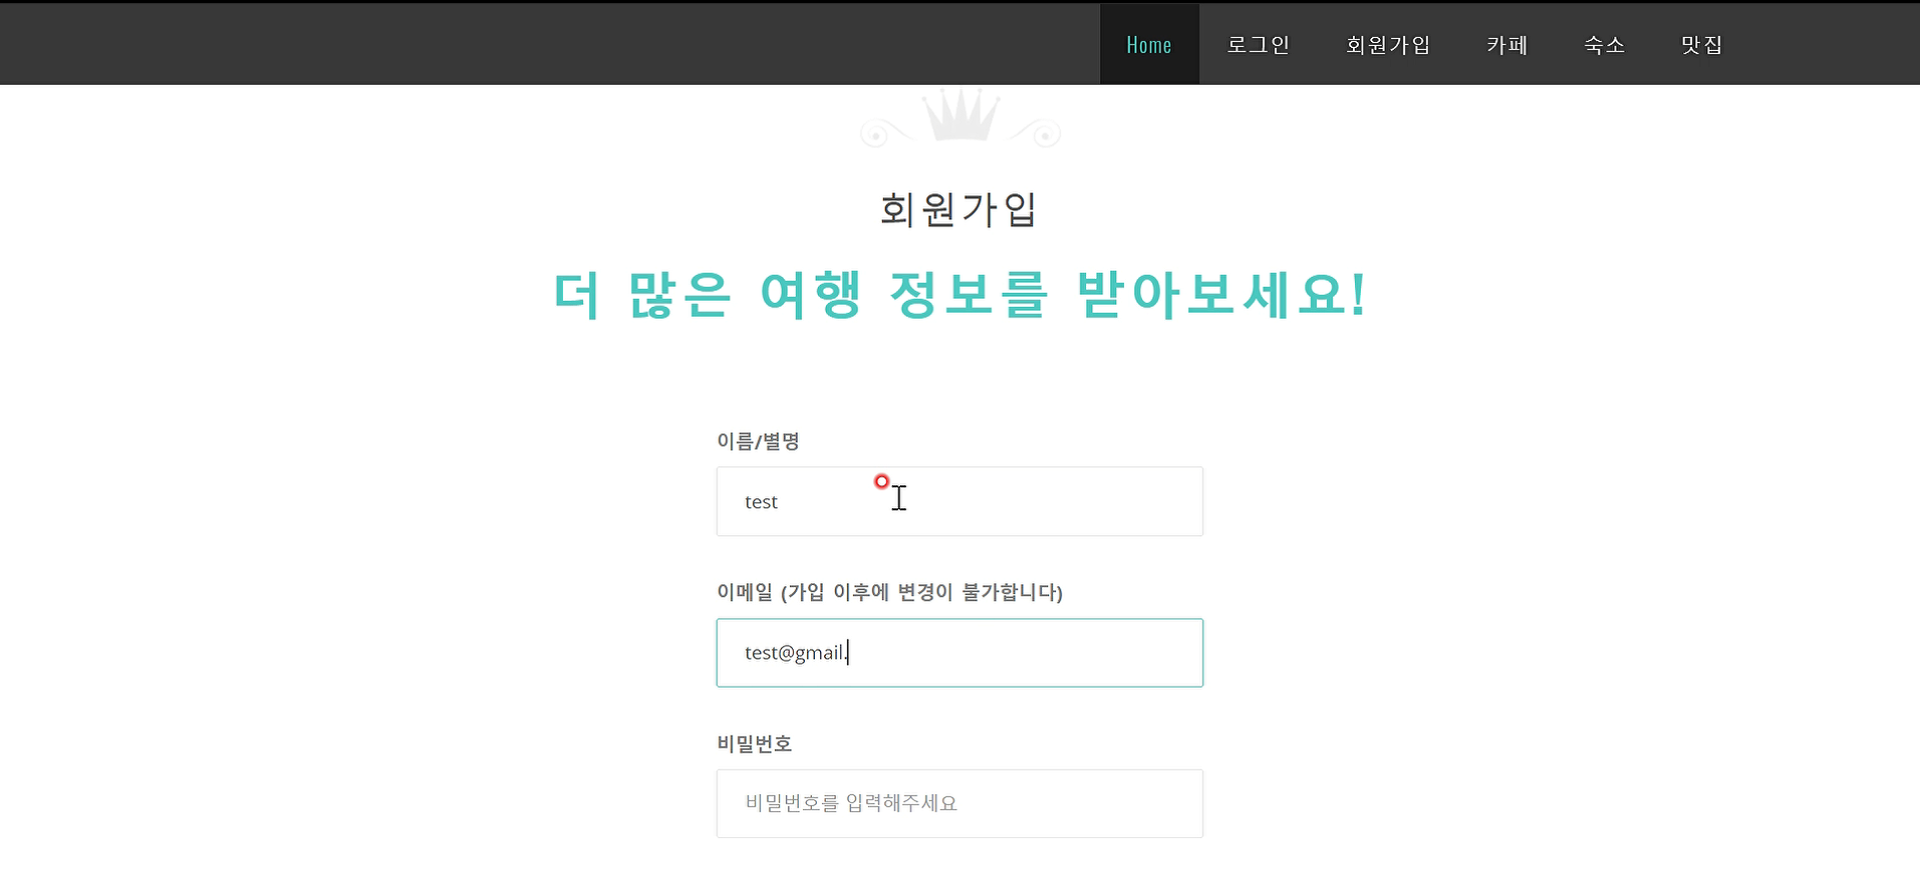 Home 로그인 회원가입 카페 숙소 맛집
회원가입
더 많은 여행 정보를 받아보세요!
이름/별명
test
이메일 (가입 이후에 변경이 불가합니다)
test@gmail.
비밀번호
비밀번호를 입력해주세요